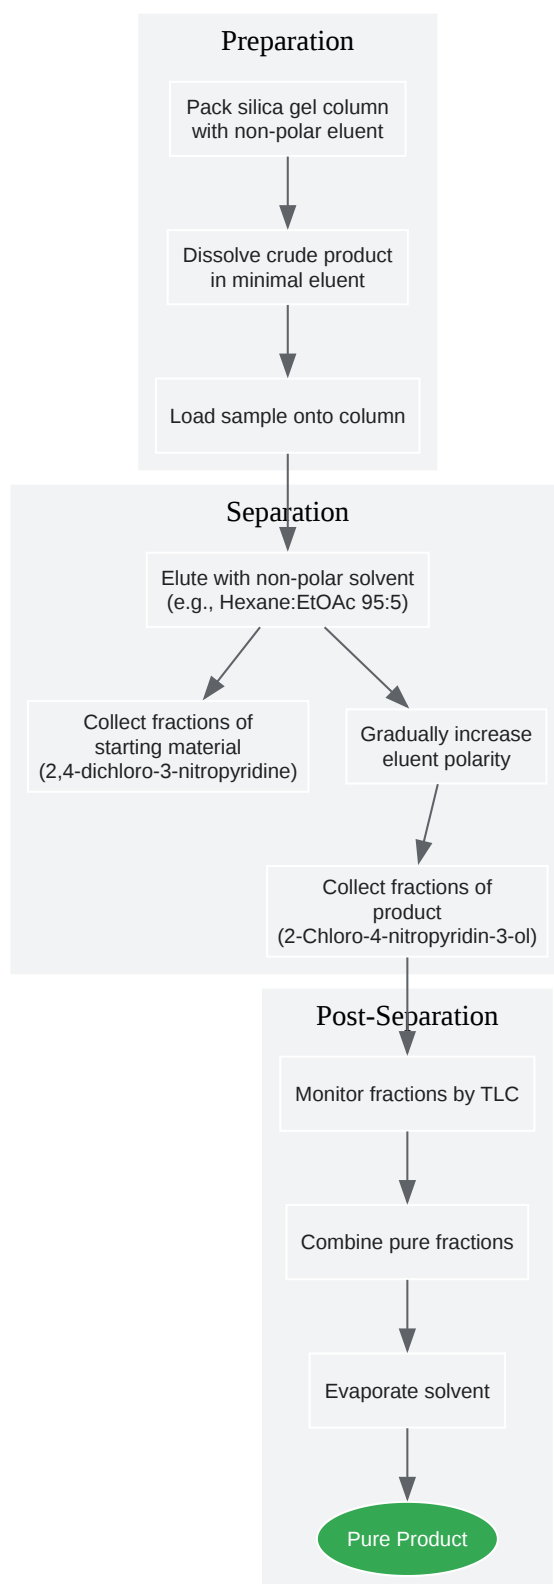 Preparation
Pack silica gel column
with non-polar eluent
Dissolve crude product
in minimal eluent
Load sample onto column
Separation
Elute with non-polar solvent
(e.g., Hexane:EtOAc 95:5)
Collect fractions of
starting material
(2,4-dichloro-3-nitropyridine)
Gradually increase
eluent polarity
Collect fractions of
product
(2-Chloro-4-nitropyridin-3-ol)
Post-Separation
Monitor fractions by TLC
Combine pure fractions
Evaporate solvent
Pure Product